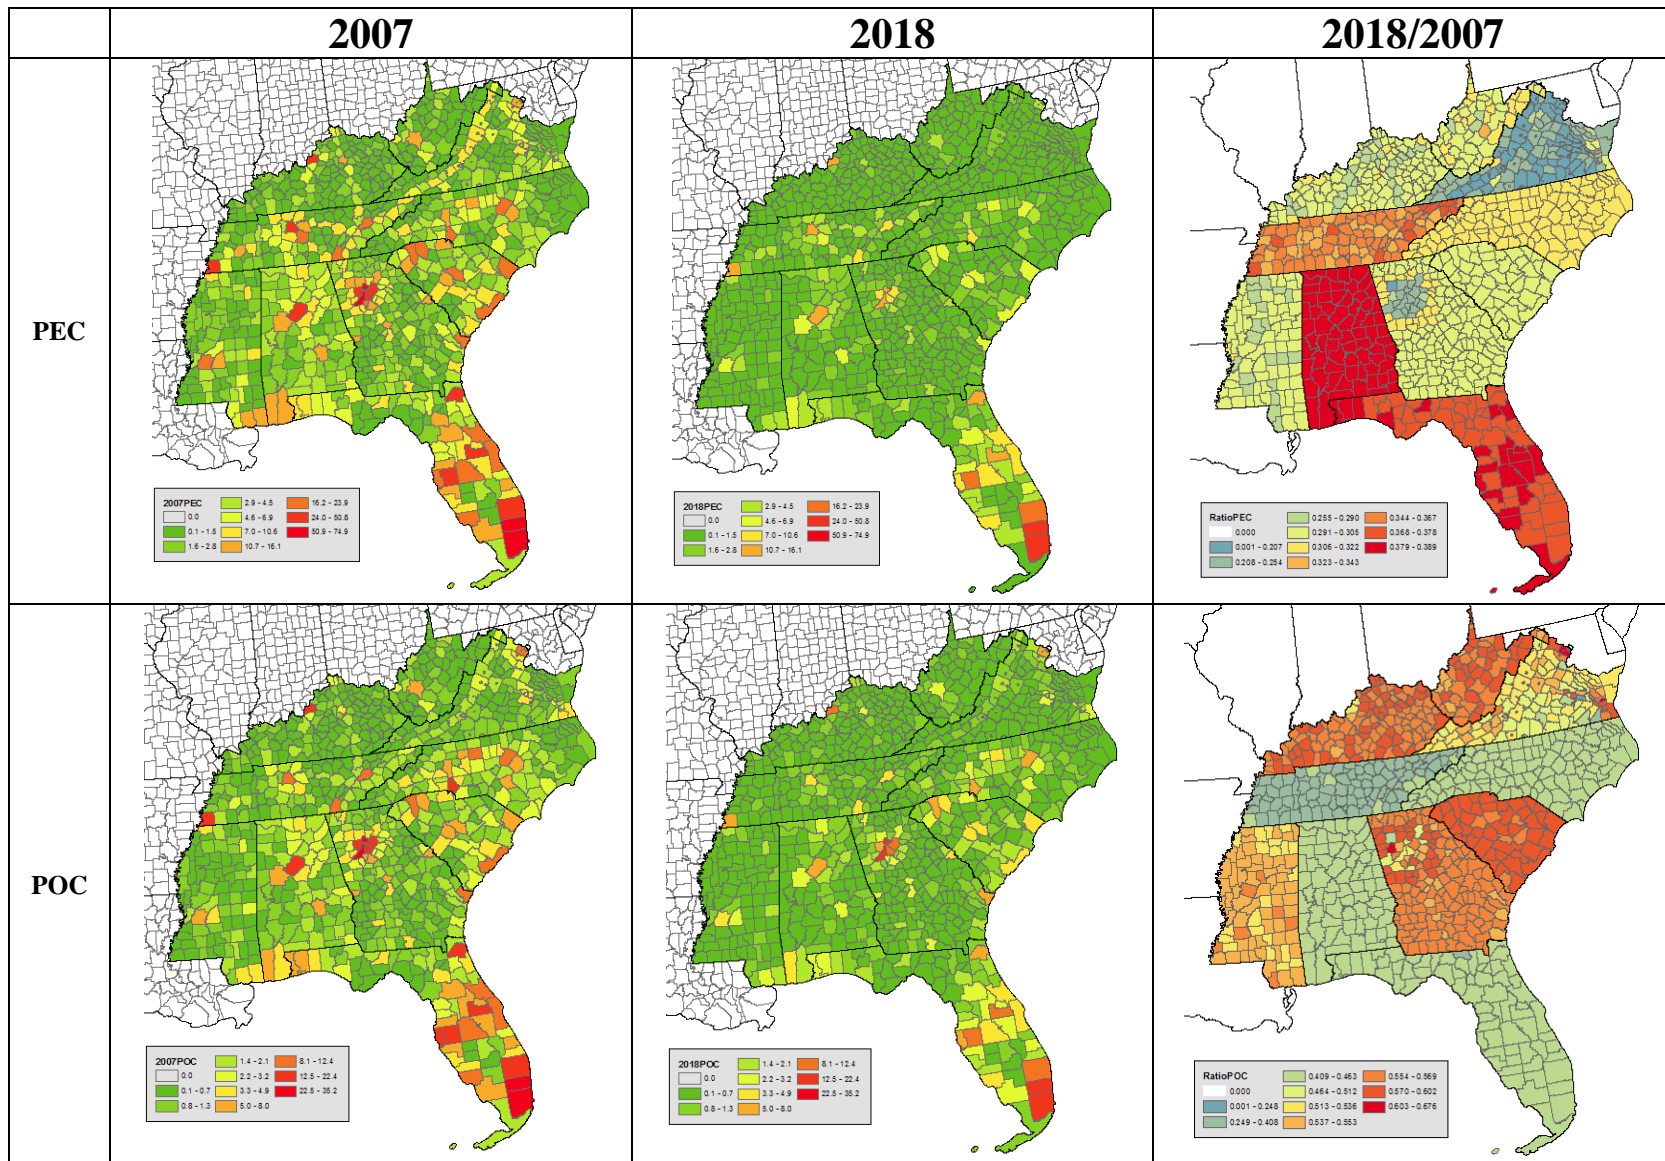 2007 2018 2018/2007
PEC
2007PEC 2.9 - 4.5 16.2 - 23.9
0.0 4.6 - 6.9 24.0 - 50.8
0.1 - 1.5 7.0 - 10.6 50.9 - 74.9
1.6 - 2.8 10.7 - 16.1
2018PEC 2.9 - 4.5 16.2 - 23.9
0.0 4.6 - 6.9 24.0 - 50.8
0.1 - 1.5 7.0 - 10.6 50.9 - 74.9
1.6 - 2.8 10.7 - 16.1
RatioPEC 0.255 - 0.290 0.344 - 0.367
0.000 0.291 - 0.305 0.368 - 0.378
0.001 - 0.207 0.306 - 0.322 0.379 - 0.389
0.208 - 0.254 0.323 - 0.343
POC
2007POC 1.4 - 2.1 8.1 - 12.4
0.0 2.2 - 3.2 12.5 - 22.4
0.1 - 0.7 3.3 - 4.9 22.5 - 35.2
0.8 - 1.3 5.0 - 8.0
2018POC 1.4 - 2.1 8.1 - 12.4
0.0 2.2 - 3.2 12.5 - 22.4
0.1 - 0.7 3.3 - 4.9 22.5 - 35.2
0.8 - 1.3 5.0 - 8.0
RatioPOC 0.409 - 0.463 0.554 - 0.569
0.000 0.464 - 0.512 0.570 - 0.602
0.001 - 0.248 0.513 - 0.536 0.603 - 0.676
0.249 - 0.408 0.537 - 0.553